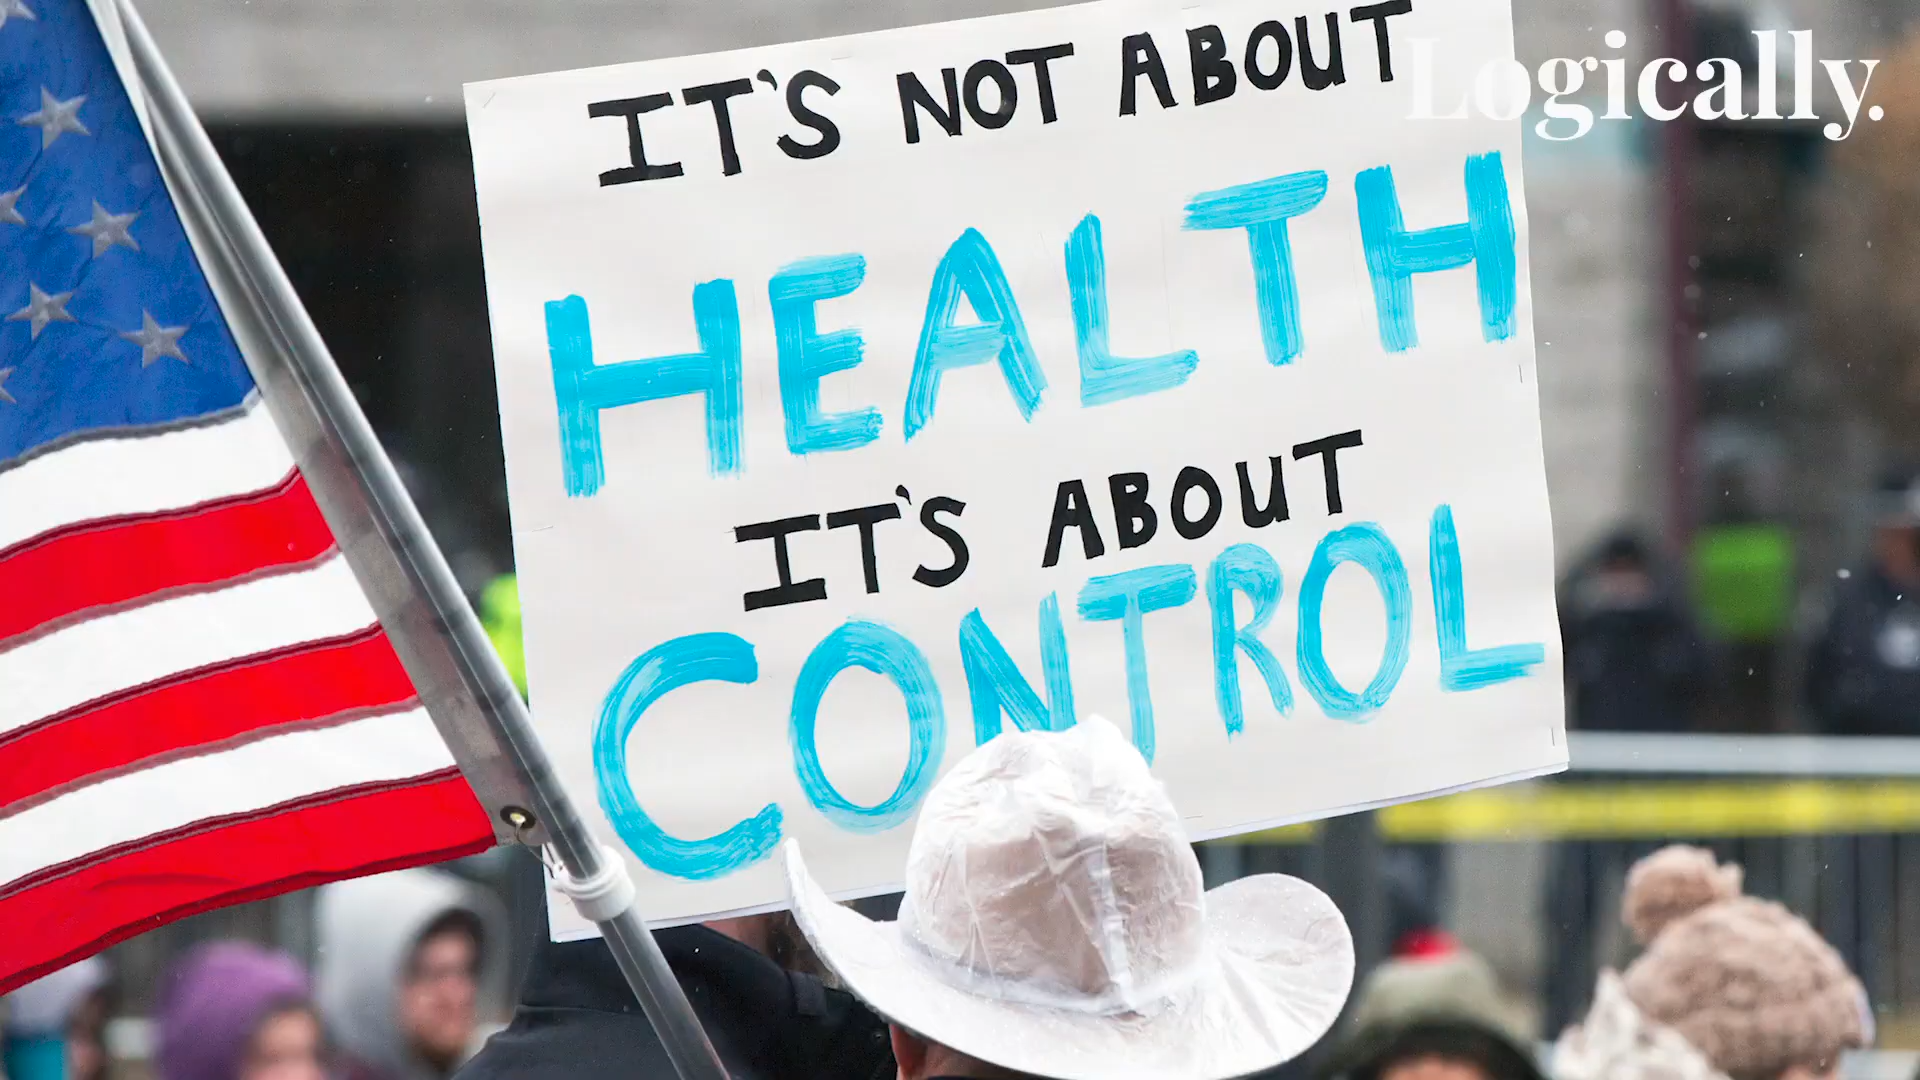 IT'S NOT ABOUT
HEALTH
IT'S ABOUT
CONTROL
Logically.